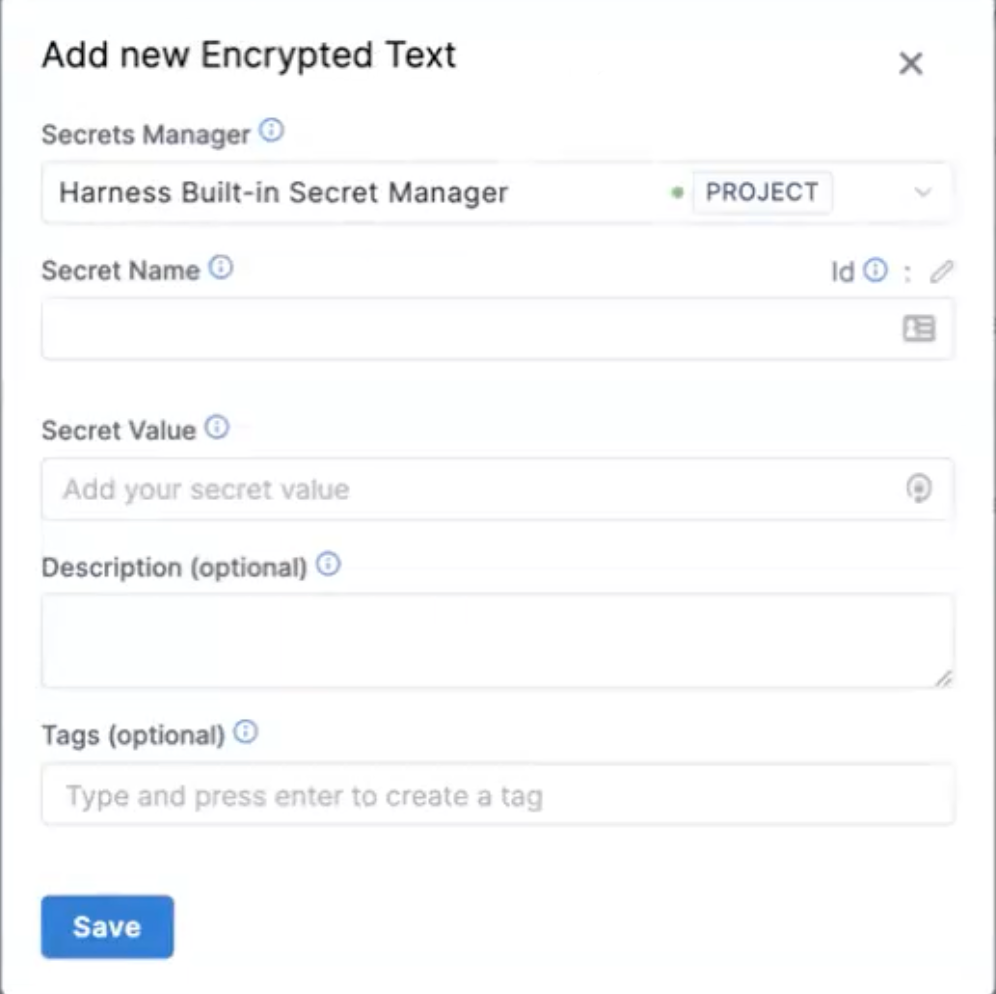 Add new Encrypted Text
Secrets Manager
Harness Built-in Secret Manager PROJECT
Secret Name Id :
Secret Value
Add your secret value
Description (optional)
Tags (optional)
Type and press enter to create a tag
Save